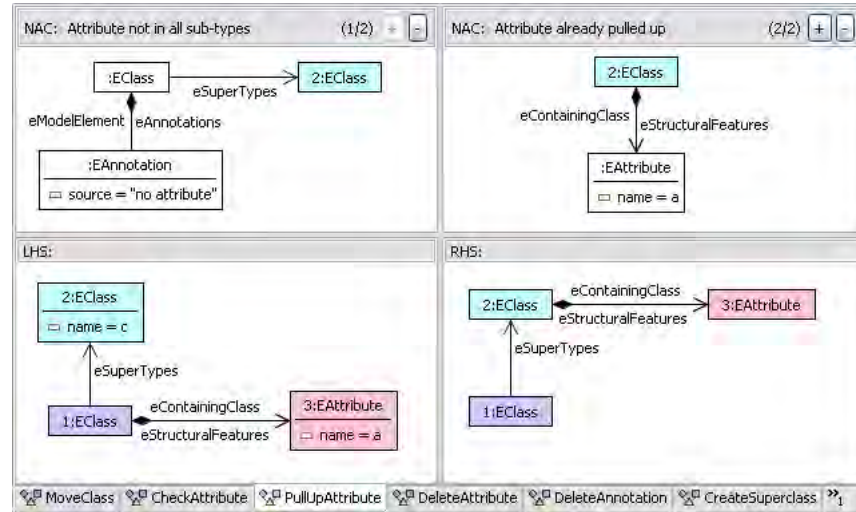 NAC: Attribute not in all sub-types (1/2) + -
:EClass
eSuperTypes
2:EClass
eModelElement eAnnotations
:EAnnotation
source = "no attribute"
NAC: Attribute already pulled up (2/2) + -
2:EClass
eContainingClass
eStructuralFeatures
:EAttribute
name = a
LHS:
2:EClass
name = c
eSuperTypes
1:EClass
eContainingClass
eStructuralFeatures
3:EAttribute
name = a
RHS:
2:EClass
eContainingClass
eStructuralFeatures
3:EAttribute
eSuperTypes
1:EClass
MoveClass CheckAttribute PullUpAttribute DeleteAttribute DeleteAnnotation CreateSuperclass »1